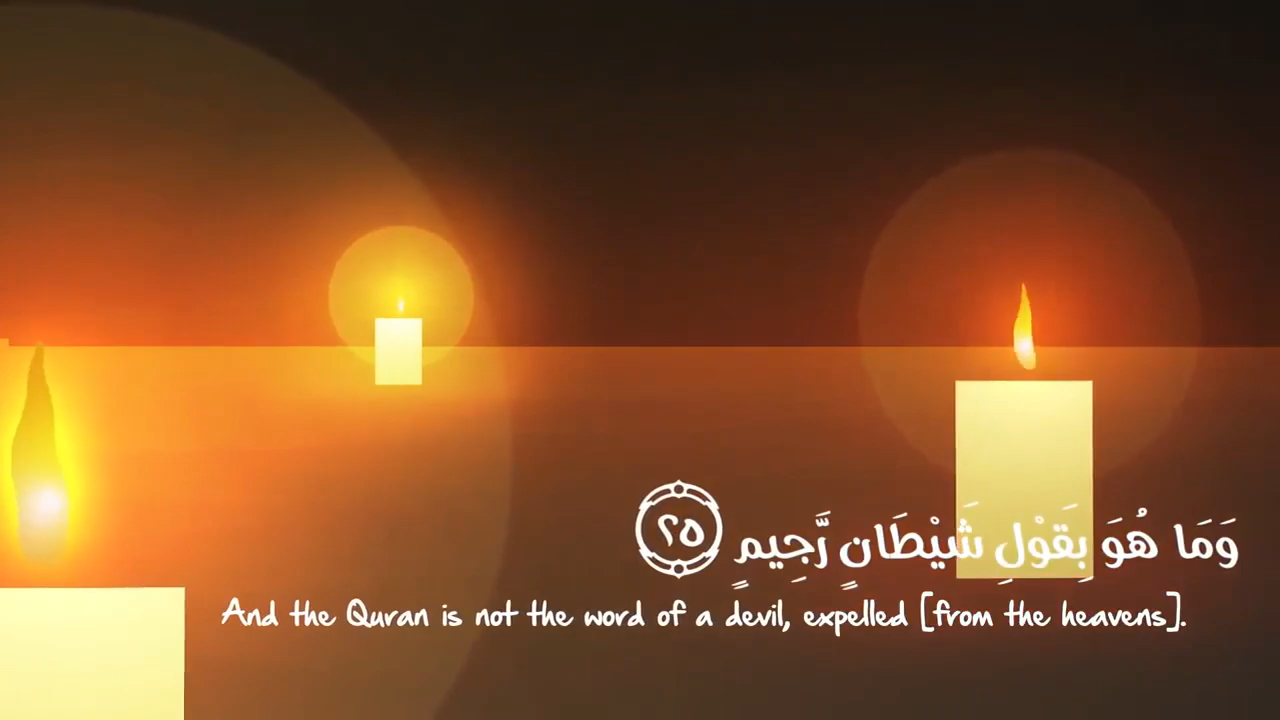 وَمَا هُوَ بِقَوْلِ شَيْطَانٍ رَّجِيمٍ ٢٥
And the Quran is not the word of a devil, expelled [from the heavens].